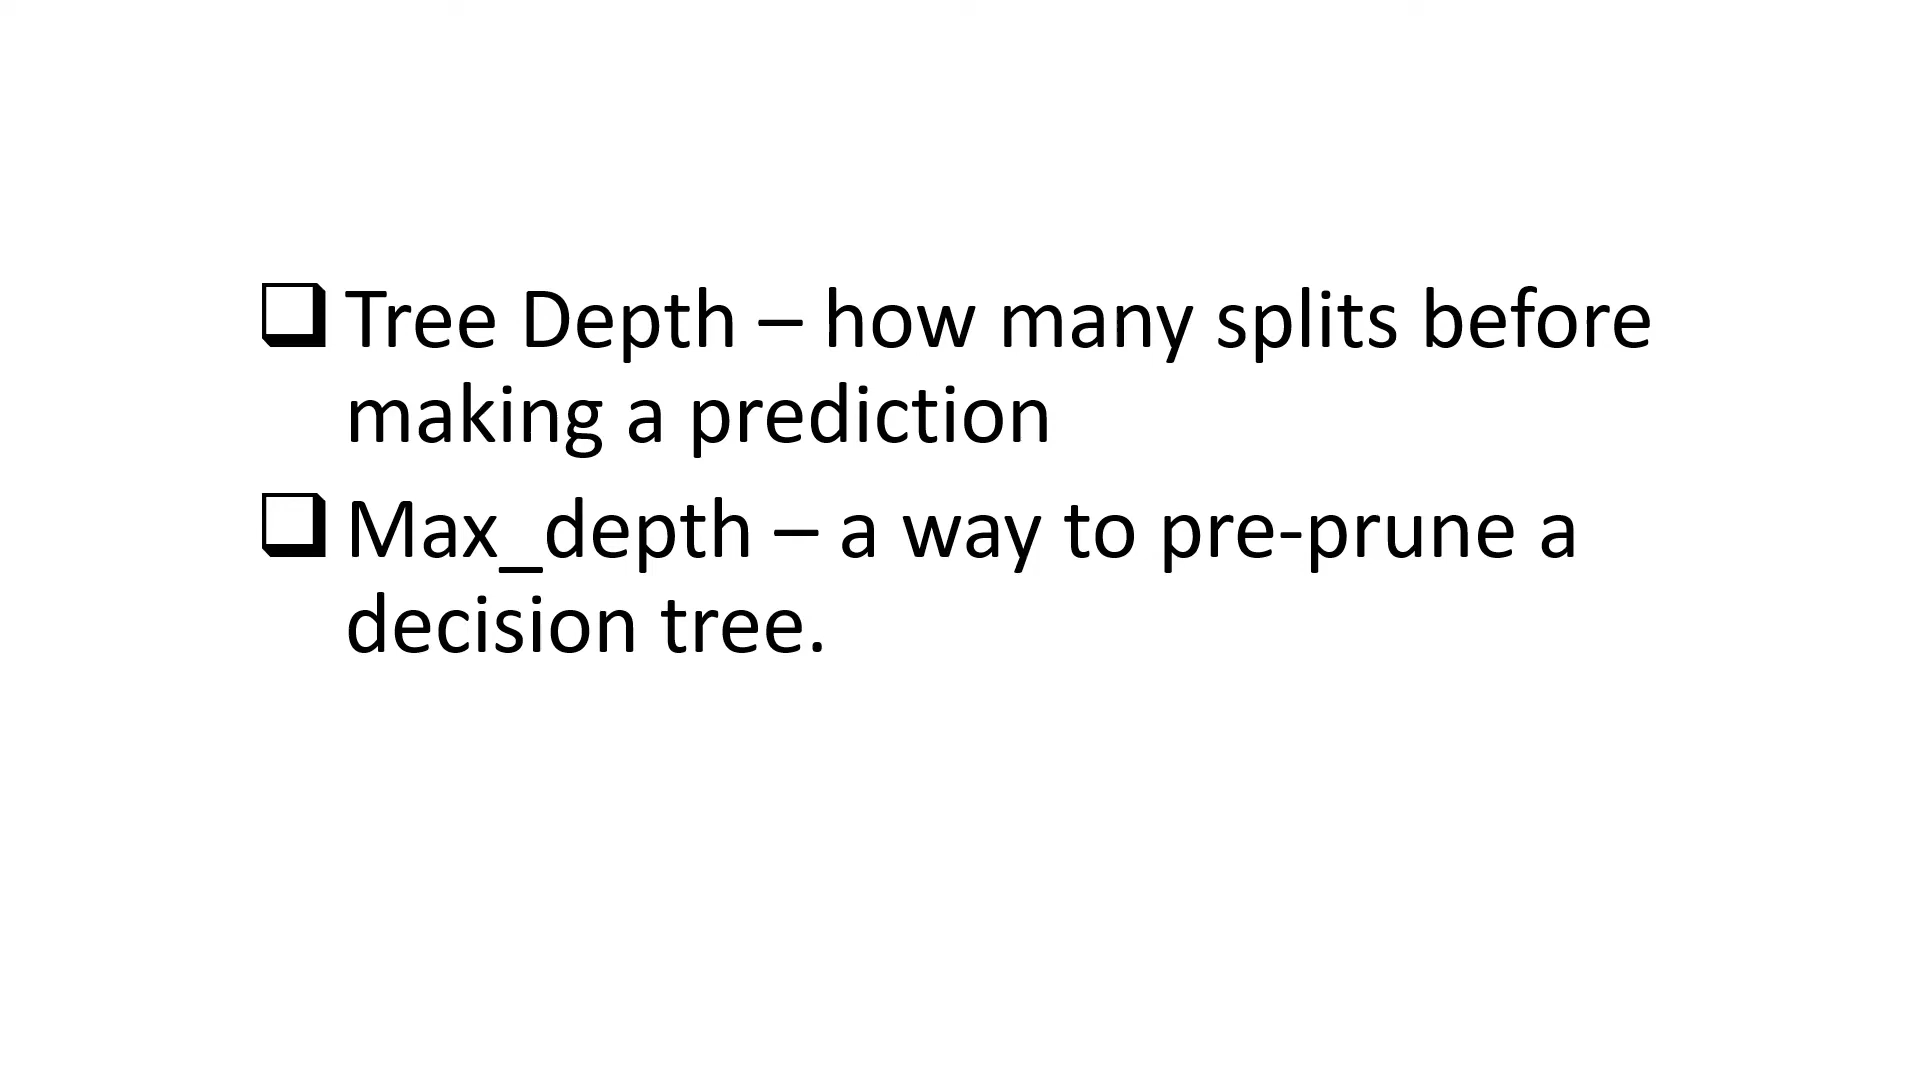 ❑ Tree Depth – how many splits before
making a prediction
❑ Max_depth – a way to pre-prune a
decision tree.